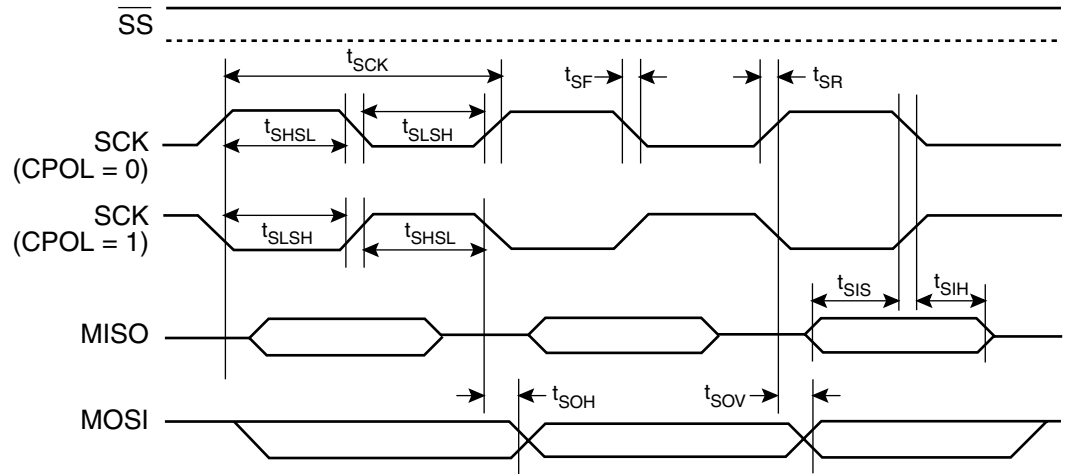 SS
tSCK
tSF
tSR
tSHSL
tSLSH
SCK
(CPOL = 0)
SCK
(CPOL = 1)
tSLSH
tSHSL
tSIS
tSIH
MISO
tSOH
tSOV
MOSI